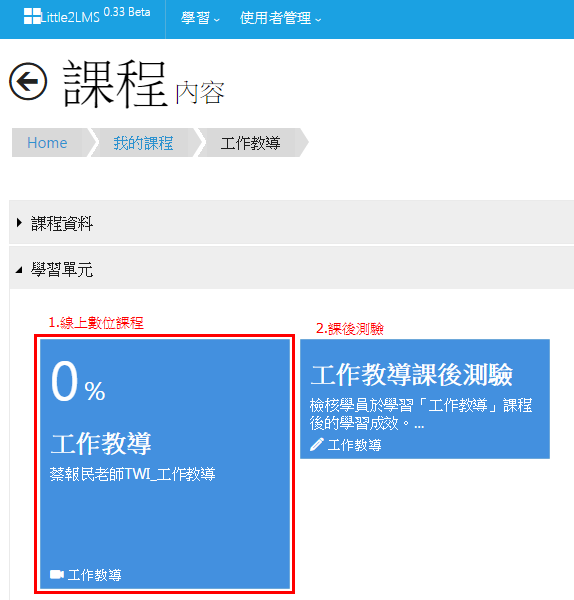 Little2LMS 0.33 Beta 學習 使用者管理
課程 內容
Home 我的課程 工作教導
課程資料
學習單元
1.線上數位課程
2.課後測驗
0 %
工作教導
蔡報民老師TWI_工作教導
工作教導
工作教導課後測驗
檢核學員於學習「工作教導」課程
後的學習成效。...
工作教導